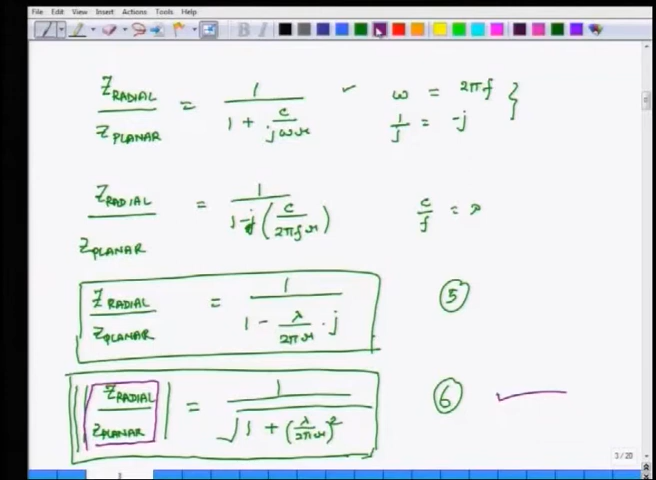 File Edit View Insert Actions Tools Help
Z_RADIAL / Z_PLANAR = 1 / (1 + c / jωr) ✓ ω = 2πf }
1/j = -j
Z_RADIAL / Z_PLANAR = 1 / (1 - j (c / 2πfr)) c/f = λ
Z_RADIAL / Z_PLANAR = 1 / (1 - λ/2πr · j) ⑤
|Z_RADIAL / Z_PLANAR| = 1 / √(1 + (λ/2πr)²) ⑥
3 / 20
3